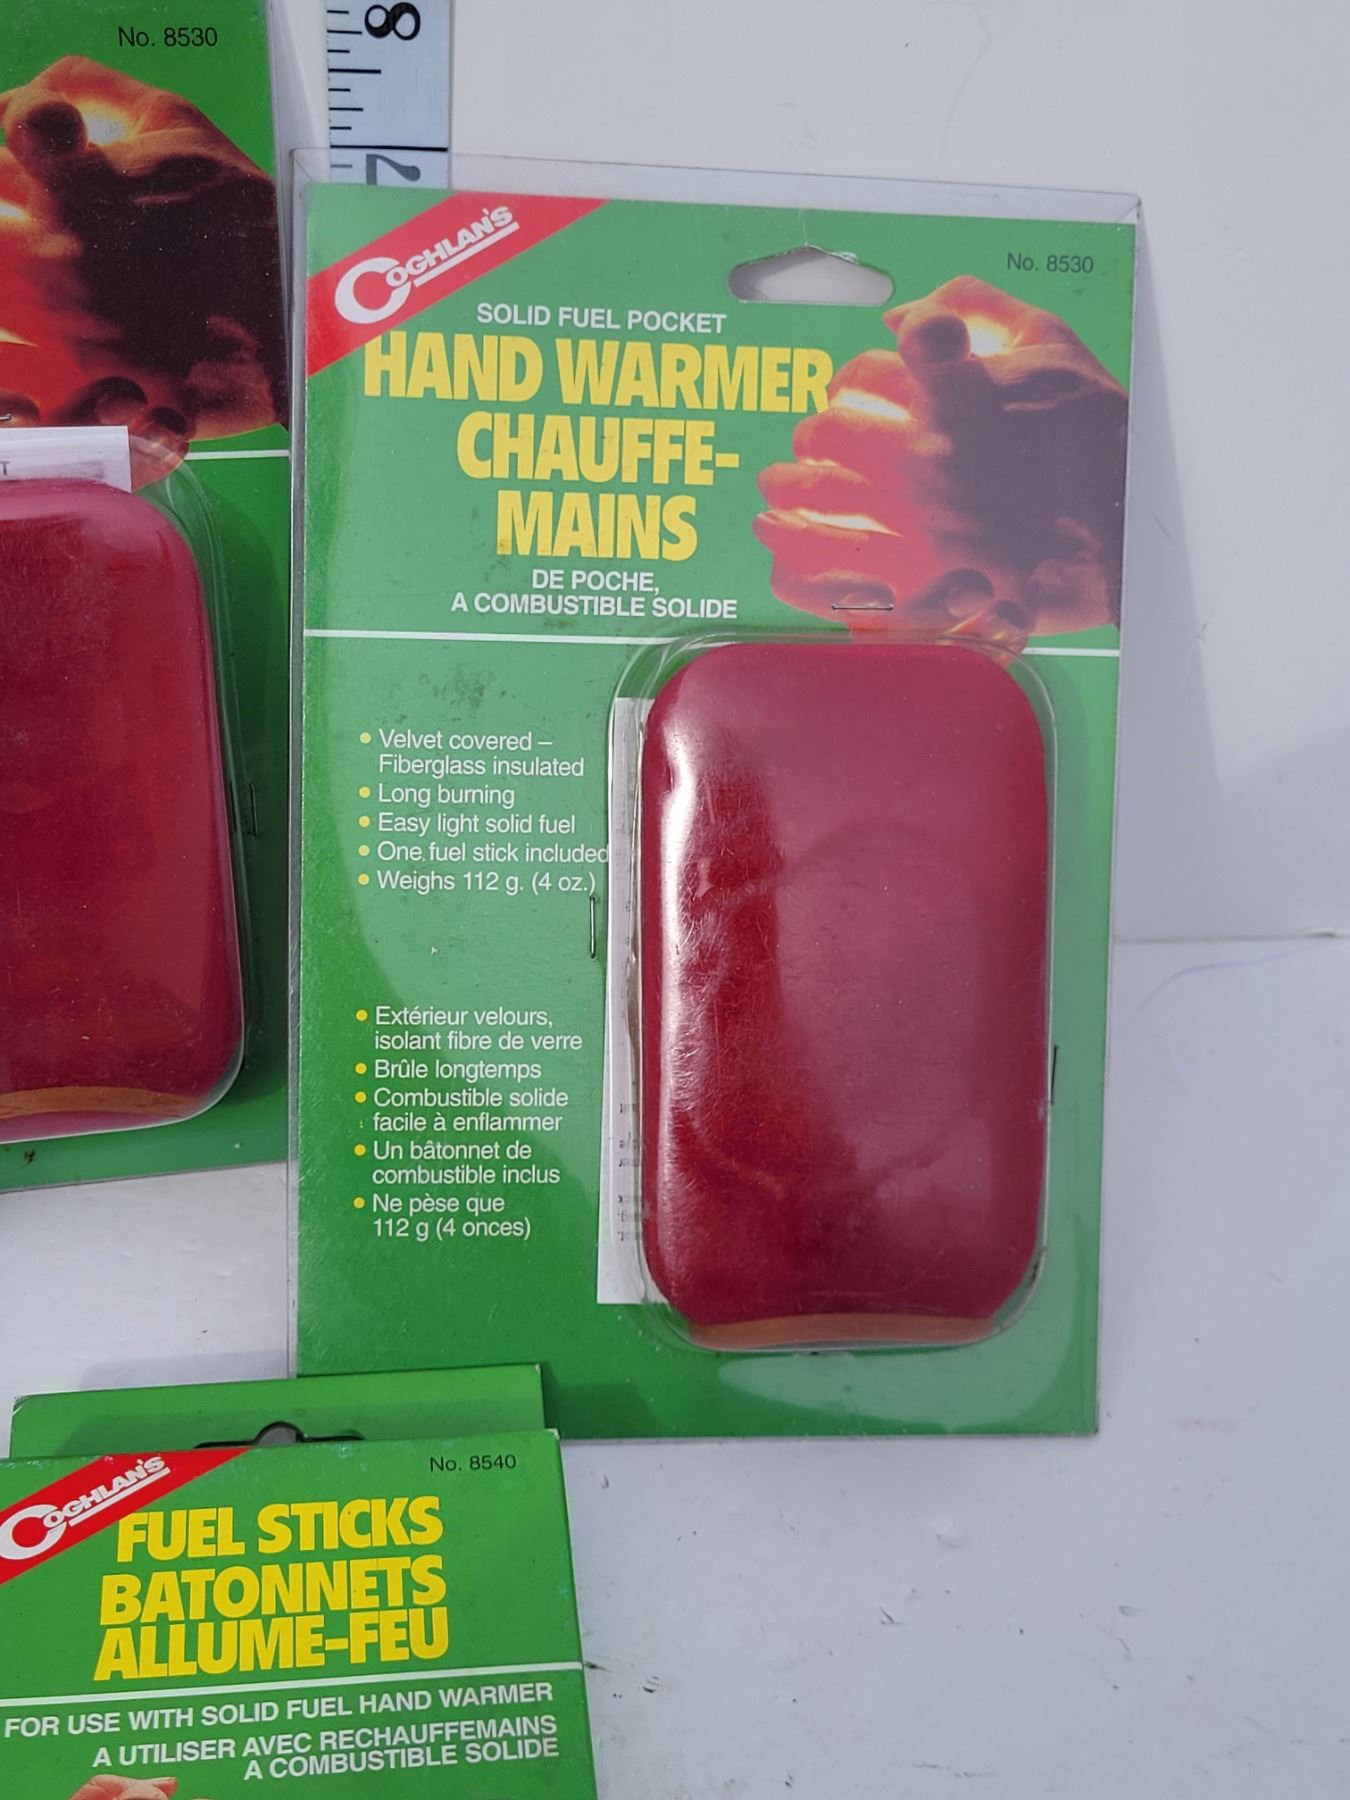 No. 8530
8
7
T
COGHLAN'S
No. 8530
SOLID FUEL POCKET
HAND WARMER
CHAUFFE-
MAINS
DE POCHE,
A COMBUSTIBLE SOLIDE
• Velvet covered –
Fiberglass insulated
• Long burning
• Easy light solid fuel
• One fuel stick included
• Weighs 112 g. (4 oz.)
• Extérieur velours,
isolant fibre de verre
• Brûle longtemps
• Combustible solide
facile à enflammer
• Un bâtonnet de
combustible inclus
• Ne pèse que
112 g (4 onces)
COGHLAN'S
No. 8540
FUEL STICKS
BATONNETS
ALLUME-FEU
FOR USE WITH SOLID FUEL HAND WARMER
A UTILISER AVEC RECHAUFFEMAINS
A COMBUSTIBLE SOLIDE